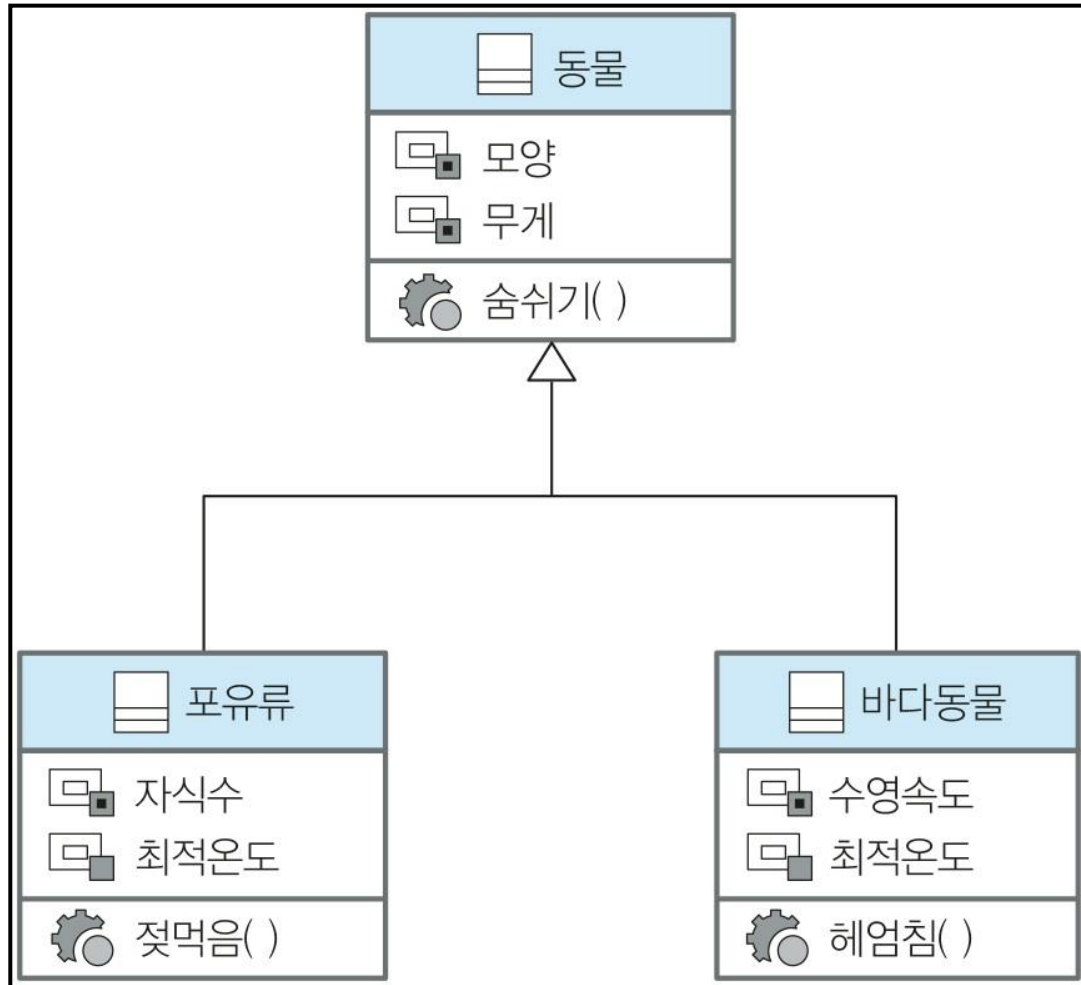 동물
모양
무게
숨쉬기( )
포유류
자식수
최적온도
젖먹음( )
바다동물
수영속도
최적온도
헤엄침( )